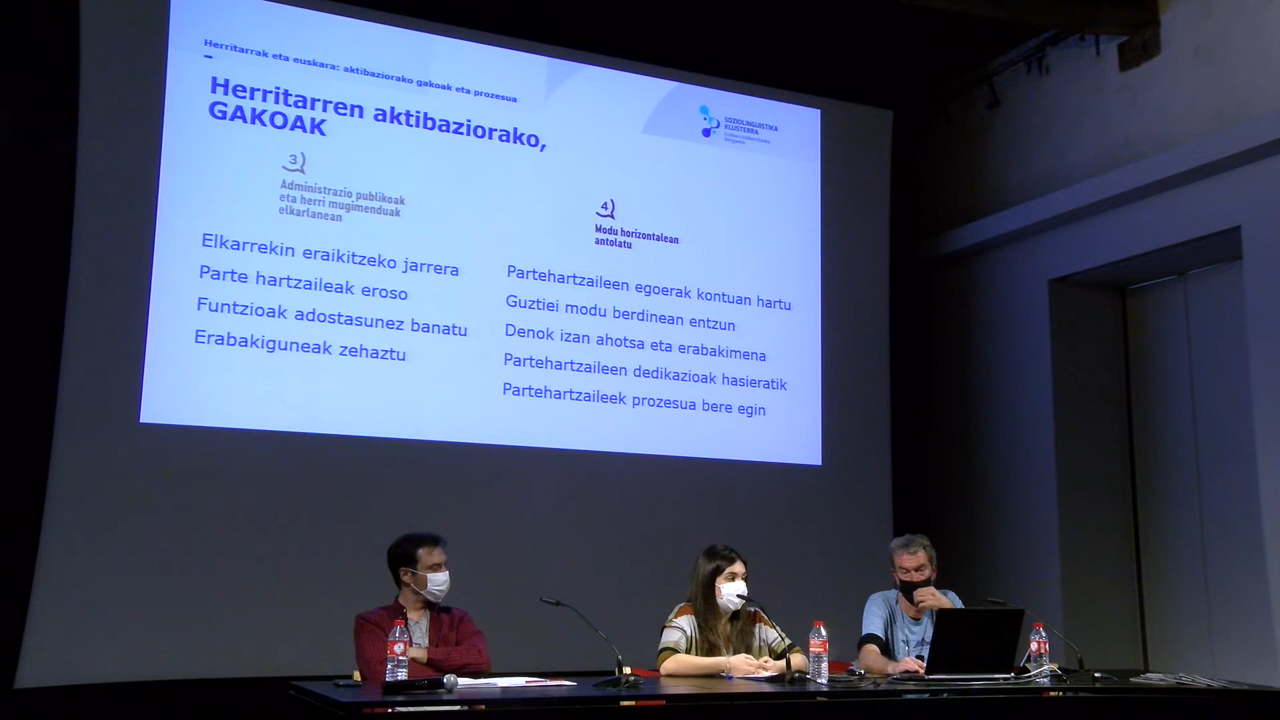 Herritarrak eta euskara: aktibaziorako gakoak eta prozesua
Herritarren aktibaziorako,
GAKOAK
SOZIOLINGUISTIKA
KLUSTERRA
3
Administrazio publikoak
eta herri mugimenduak
elkarlanean
Elkarrekin eraikitzeko jarrera
Parte hartzaileak eroso
Funtzioak adostasunez banatu
Erabakiguneak zehaztu
4
Modu horizontalean
antolatu
Partehartzaileen egoerak kontuan hartu
Guztiei modu berdinean entzun
Denok izan ahotsa eta erabakimena
Partehartzaileen dedikazioak hasieratik
Partehartzaileek prozesua bere egin